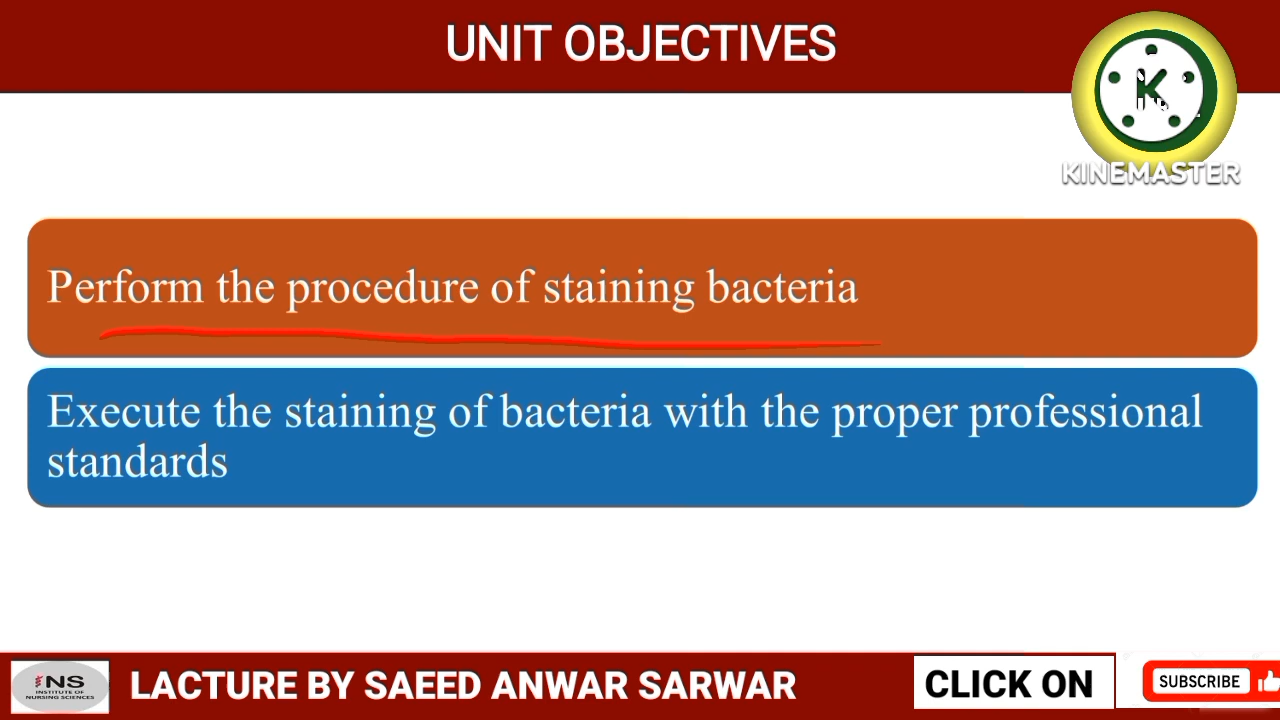 UNIT OBJECTIVES
K
KINEMASTER
Perform the procedure of staining bacteria
Execute the staining of bacteria with the proper professional
standards
NS
INSTITUTE OF
NURSING SCIENCES
LACTURE BY SAEED ANWAR SARWAR
CLICK ON
SUBSCRIBE